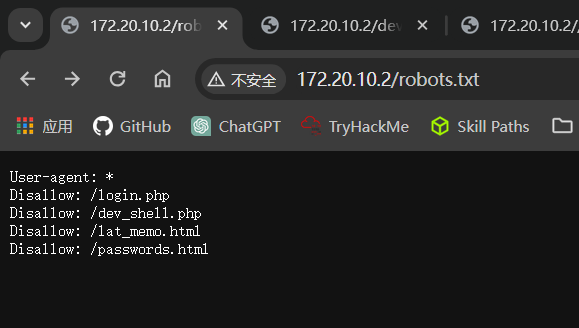 172.20.10.2/rob
172.20.10.2/dev
172.20.10.2/
不安全
172.20.10.2/robots.txt
应用
GitHub
ChatGPT
TryHackMe
Skill Paths
User-agent: *
Disallow: /login.php
Disallow: /dev_shell.php
Disallow: /lat_memo.html
Disallow: /passwords.html